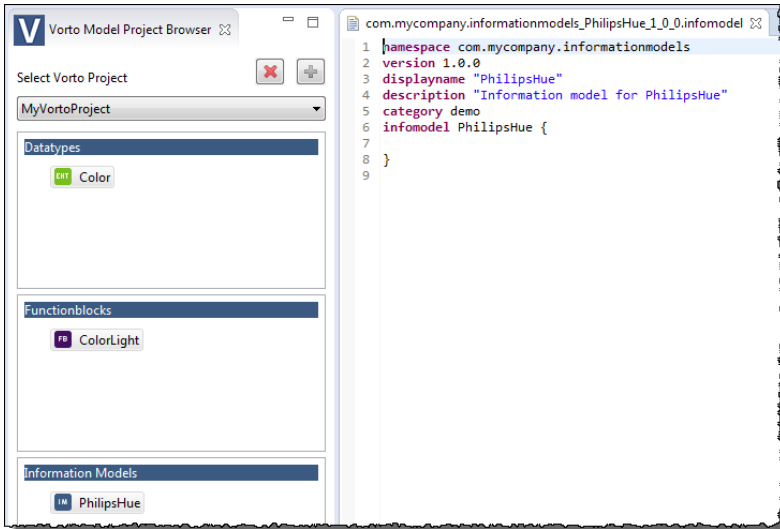 V Vorto Model Project Browser
Select Vorto Project
MyVortoProject
Datatypes
ENT Color
Functionblocks
FB ColorLight
Information Models
IM PhilipsHue
com.mycompany.informationmodels_PhilipsHue_1_0_0.infomodel
1 namespace com.mycompany.informationmodels
2 version 1.0.0
3 displayname "PhilipsHue"
4 description "Information model for PhilipsHue"
5 category demo
6 infomodel PhilipsHue {
7
8 }
9